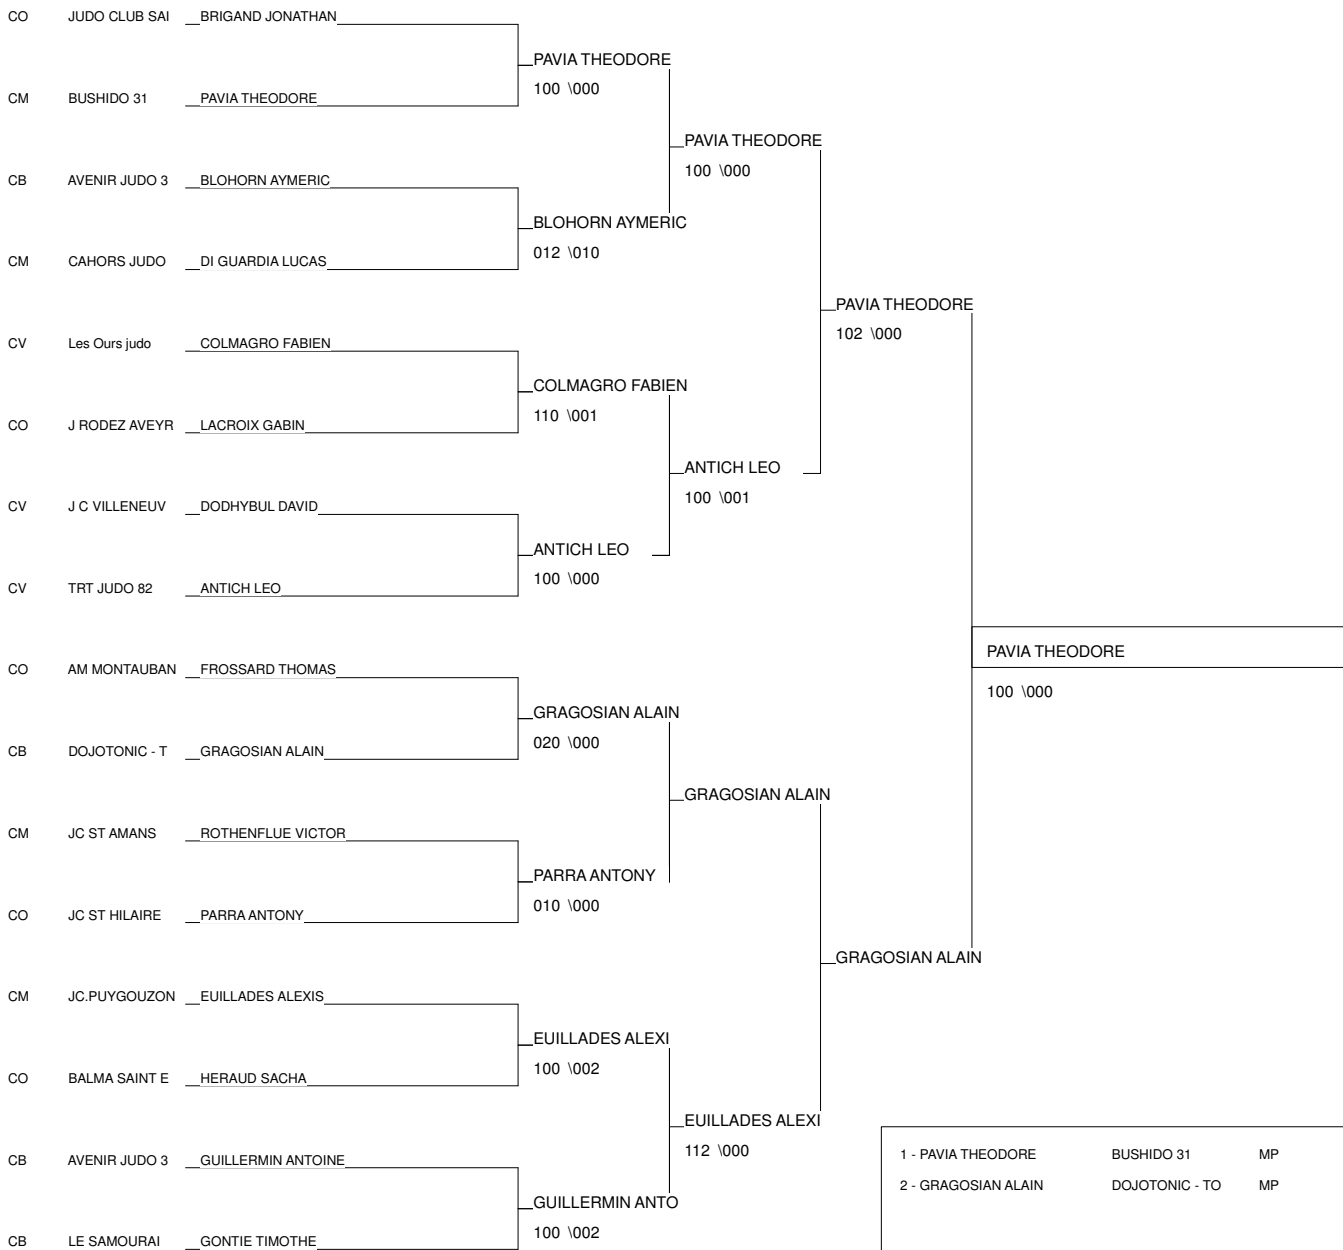 CO JUDO CLUB SAI BRIGAND JONATHAN
PAVIA THEODORE
100 \000
CM BUSHIDO 31 PAVIA THEODORE
PAVIA THEODORE
100 \000
CB AVENIR JUDO 3 BLOHORN AYMERIC
BLOHORN AYMERIC
012 \010
CM CAHORS JUDO DI GUARDIA LUCAS
PAVIA THEODORE
102 \000
CV Les Ours judo COLMAGRO FABIEN
COLMAGRO FABIEN
110 \001
CO J RODEZ AVEYR LACROIX GABIN
ANTICH LEO
100 \001
CV J C VILLENEUV DODHYBUL DAVID
ANTICH LEO
100 \000
CV TRT JUDO 82 ANTICH LEO
PAVIA THEODORE
100 \000
CO AM MONTAUBAN FROSSARD THOMAS
GRAGOSIAN ALAIN
020 \000
CB DOJOTONIC - T GRAGOSIAN ALAIN
GRAGOSIAN ALAIN
CM JC ST AMANS ROTHENFLUE VICTOR
PARRA ANTONY
010 \000
CO JC ST HILAIRE PARRA ANTONY
GRAGOSIAN ALAIN
CM JC.PUYGOUZON EUILLADES ALEXIS
EUILLADES ALEXI
100 \002
CO BALMA SAINT E HERAUD SACHA
EUILLADES ALEXI
112 \000
CB AVENIR JUDO 3 GUILLERMIN ANTOINE
GUILLERMIN ANTO
100 \002
CB LE SAMOURAI GONTIE TIMOTHE
1 - PAVIA THEODORE BUSHIDO 31 MP
2 - GRAGOSIAN ALAIN DOJOTONIC - TO MP